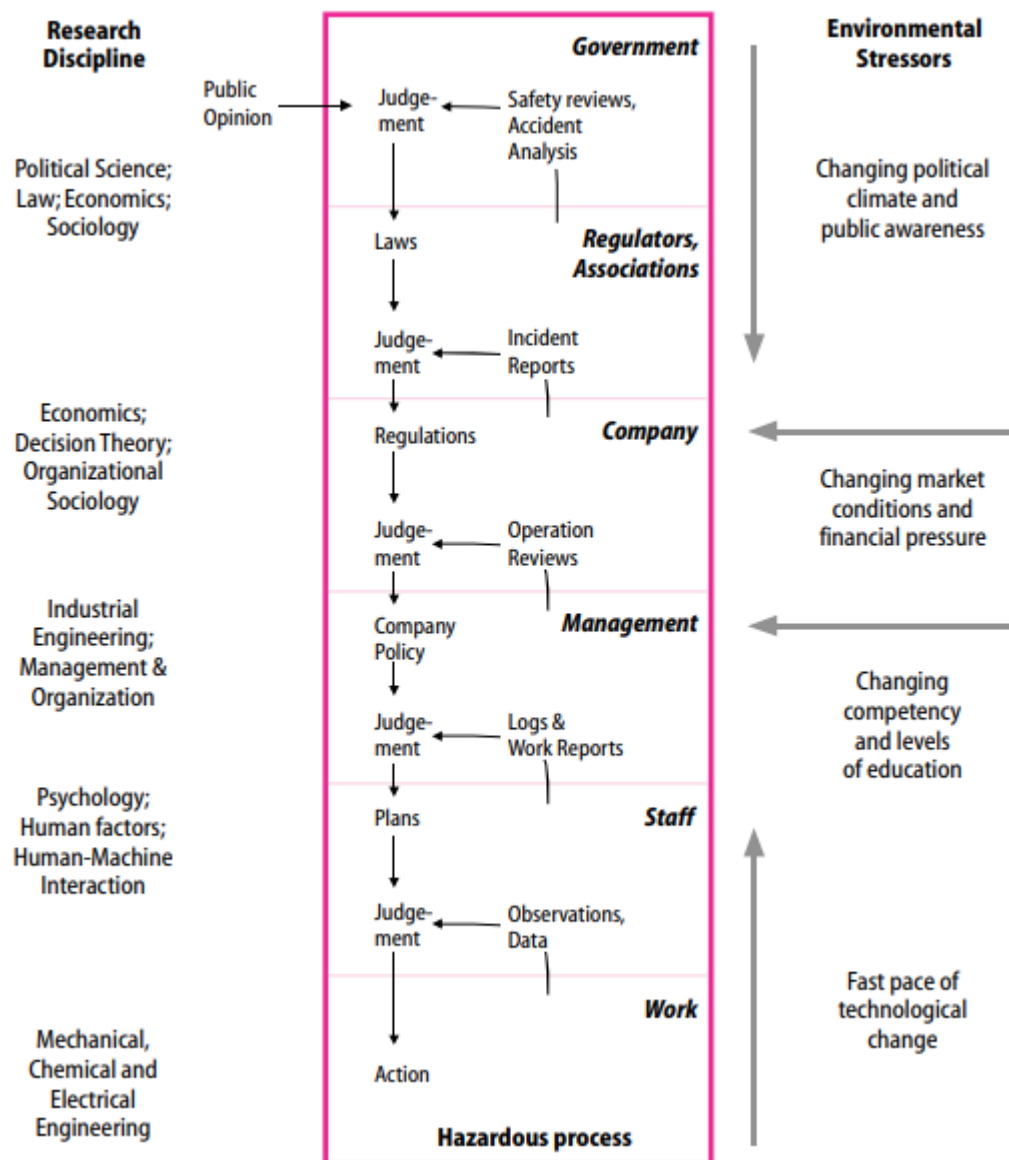 Research
Discipline
Government
Environmental
Stressors
Public
Opinion
Judge-
ment
Safety reviews,
Accident
Analysis
Political Science;
Law; Economics;
Sociology
Changing political
climate and
public awareness
Laws
Regulators,
Associations
Judge-
ment
Incident
Reports
Economics;
Decision Theory;
Organizational
Sociology
Regulations
Company
Changing market
conditions and
financial pressure
Judge-
ment
Operation
Reviews
Industrial
Engineering;
Management &
Organization
Company
Policy
Management
Changing
competency
and levels
of education
Judge-
ment
Logs &
Work Reports
Psychology;
Human factors;
Human-Machine
Interaction
Plans
Staff
Judge-
ment
Observations,
Data
Work
Fast pace of
technological
change
Mechanical,
Chemical and
Electrical
Engineering
Action
Hazardous process